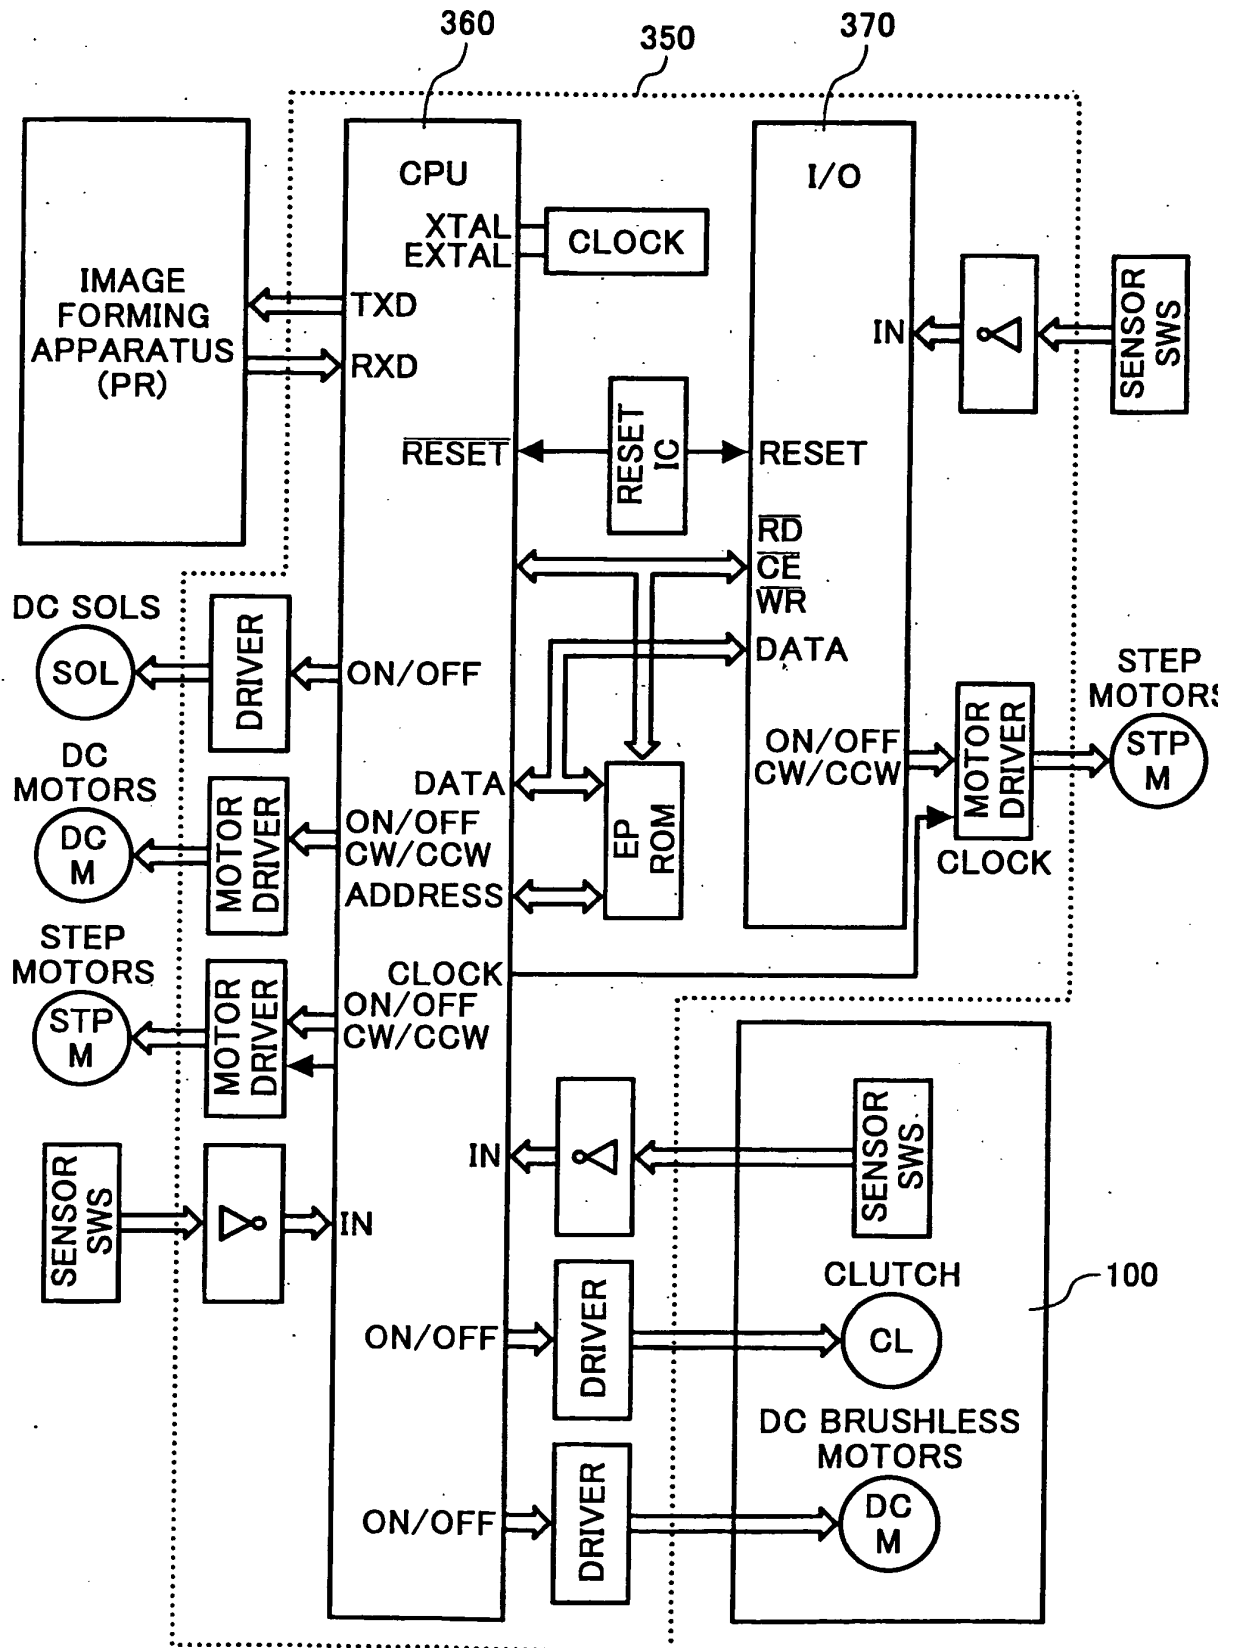 360
350
370
CPU
I/O
XTAL
EXTAL
CLOCK
IMAGE
FORMING
APPARATUS
(PR)
TXD
RXD
IN
SENSOR
SWS
RESET
RESET
IC
RESET
RD
CE
WR
DATA
DC SOLS
SOL
DRIVER
ON/OFF
STEP
MOTORS
STP
M
MOTOR
DRIVER
ON/OFF
CW/CCW
CLOCK
DC
MOTORS
DC
M
MOTOR
DRIVER
DATA
ON/OFF
CW/CCW
ADDRESS
EP
ROM
STEP
MOTORS
STP
M
MOTOR
DRIVER
CLOCK
ON/OFF
CW/CCW
SENSOR
SWS
IN
IN
SENSOR
SWS
ON/OFF
DRIVER
CLUTCH
CL
100
ON/OFF
DRIVER
DC BRUSHLESS
MOTORS
DC
M